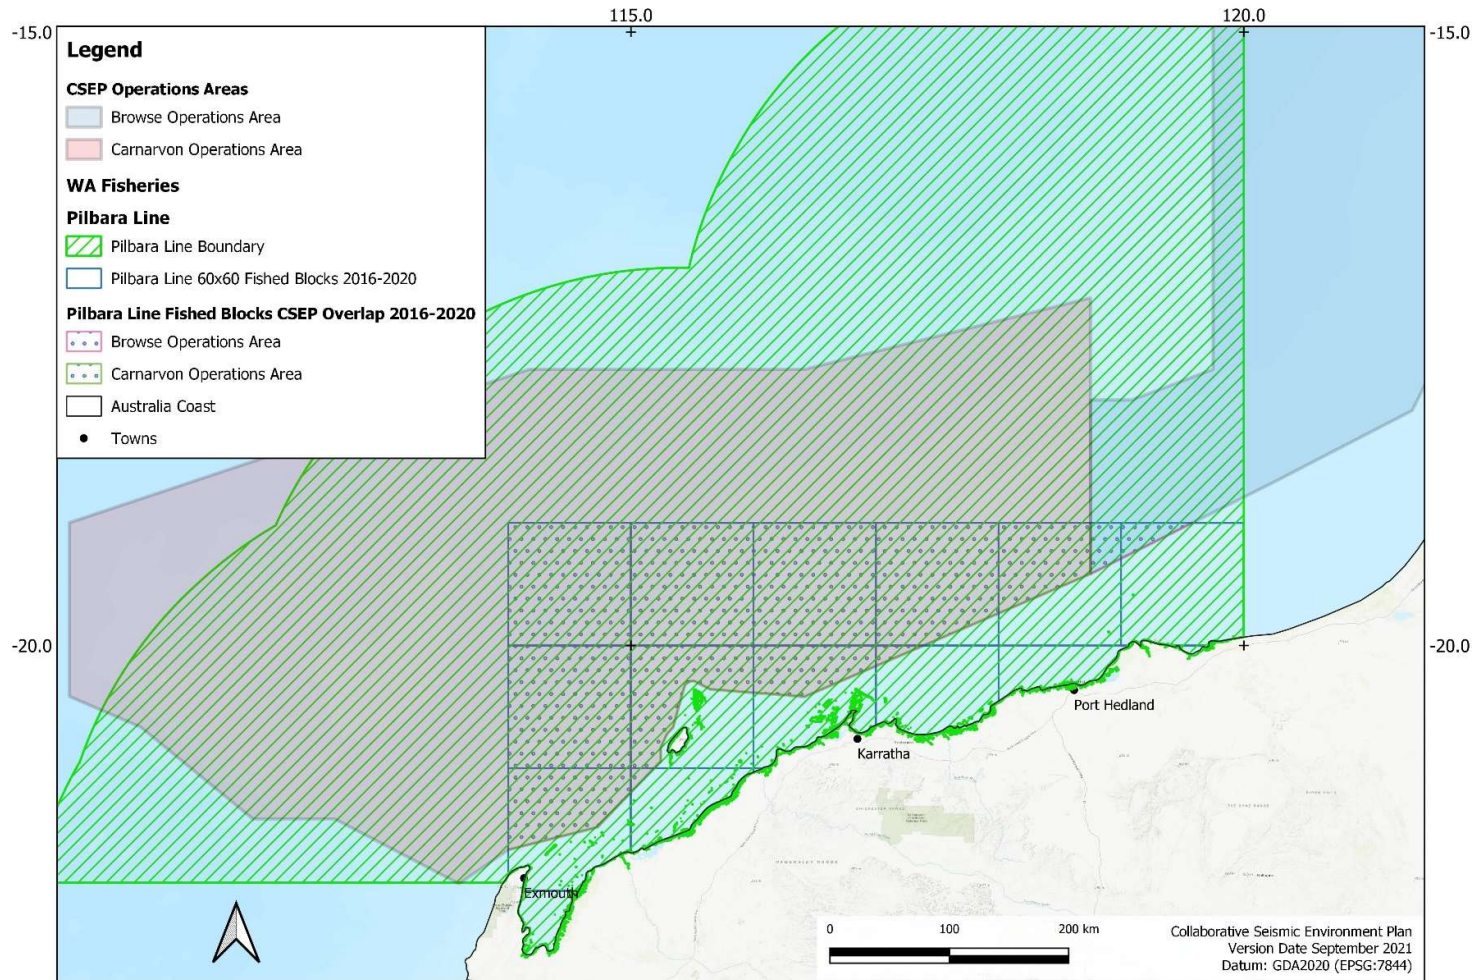 115.0
120.0
-15.0
-15.0
Legend
CSEP Operations Areas
Browse Operations Area
Carnarvon Operations Area
WA Fisheries
Pilbara Line
Pilbara Line Boundary
Pilbara Line 60x60 Fished Blocks 2016-2020
Pilbara Line Fished Blocks CSEP Overlap 2016-2020
Browse Operations Area
Carnarvon Operations Area
Australia Coast
Towns
-20.0
-20.0
Port Hedland
Karratha
Exmouth
0
100
200 km
Collaborative Seismic Environment Plan
Version Date September 2021
Datum: GDA2020 (EPSG:7844)